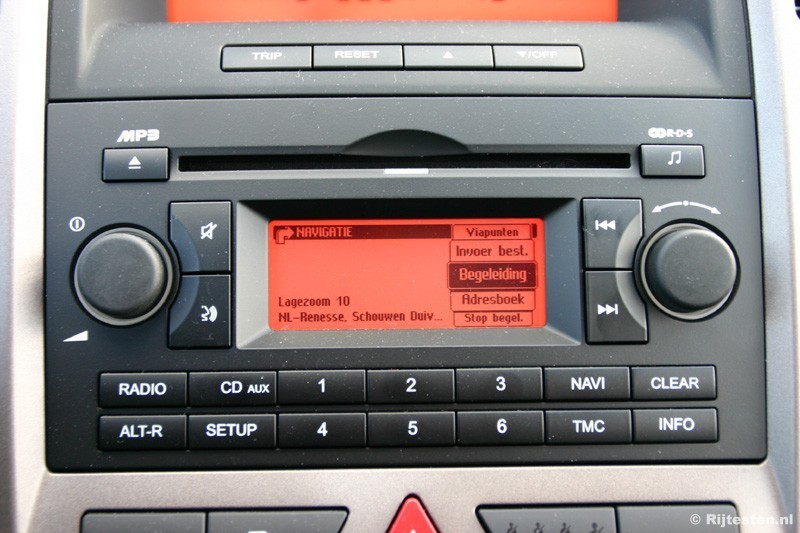 TRIP RESET ▲ ▼/OFF
MP3 R·D·S
NAVIGATIE
Viapunten
Invoer best.
Begeleiding
Adresboek
Stop begel.
Lagezoom 10
NL-Renesse, Schouwen Duiv...
RADIO CD AUX 1 2 3 NAVI CLEAR
ALT-R SETUP 4 5 6 TMC INFO
© Rijtesten.nl